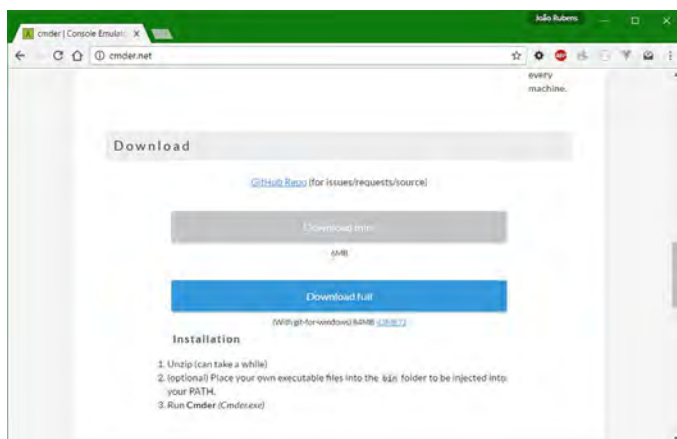 João Rubens
cmder | Console Emulat
cmder.net
every
machine.
Download
GitHub Repo (for issues/requests/source)
Download mini
6MB
Download full
(With git-for-windows) 84MB
Installation
1. Unzip (can take a while)
2. (optional) Place your own executable files into the bin folder to be injected into
your PATH.
3. Run Cmder (Cmder.exe)